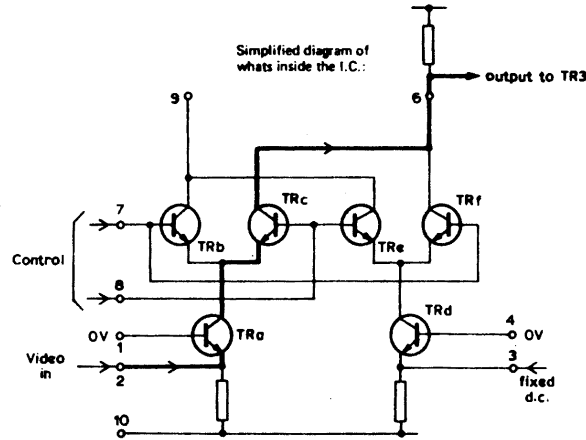 Simplified diagram of
whats inside the I.C.:
output to TR3
9
6
TRc
TRf
7
TRb
TRe
Control
8
TRd
0V
1
TRa
4
0V
Video
in
2
3
fixed
d.c.
10